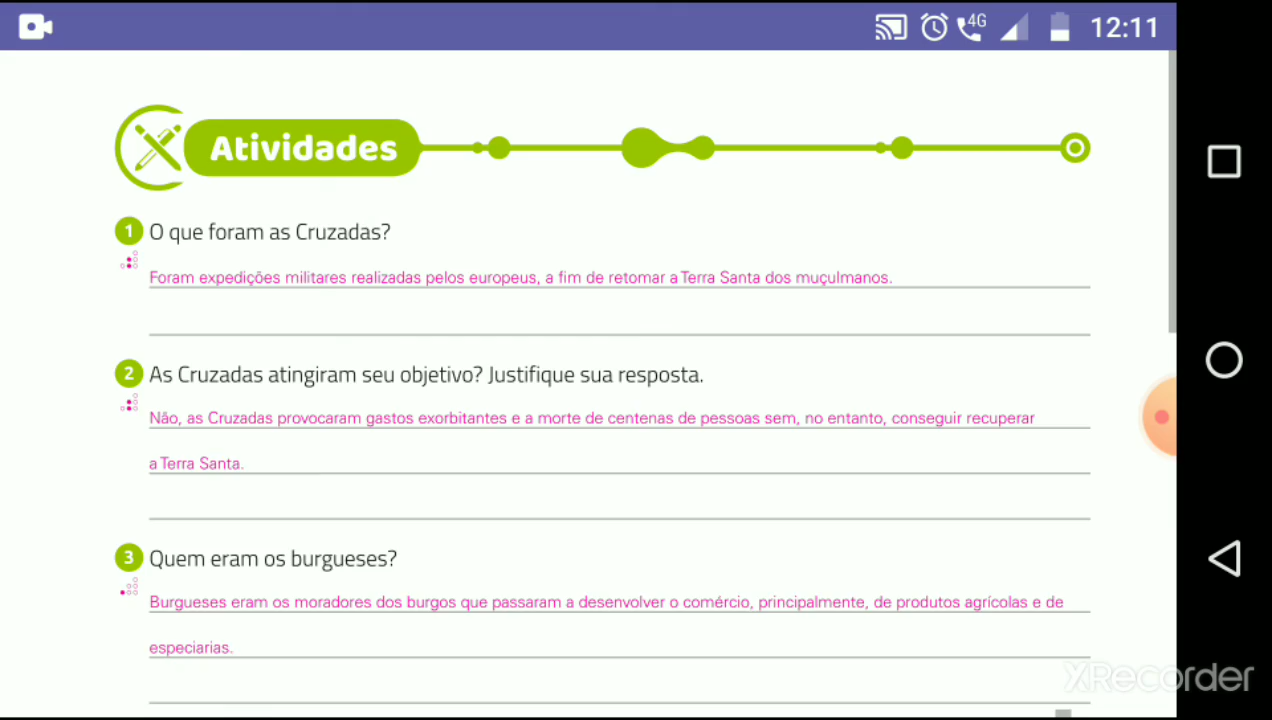 4G 12:11
Atividades
1 O que foram as Cruzadas?
Foram expedições militares realizadas pelos europeus, a fim de retomar a Terra Santa dos muçulmanos.
2 As Cruzadas atingiram seu objetivo? Justifique sua resposta.
Não, as Cruzadas provocaram gastos exorbitantes e a morte de centenas de pessoas sem, no entanto, conseguir recuperar
a Terra Santa.
3 Quem eram os burgueses?
Burgueses eram os moradores dos burgos que passaram a desenvolver o comércio, principalmente, de produtos agrícolas e de
especiarias.
XRecorder